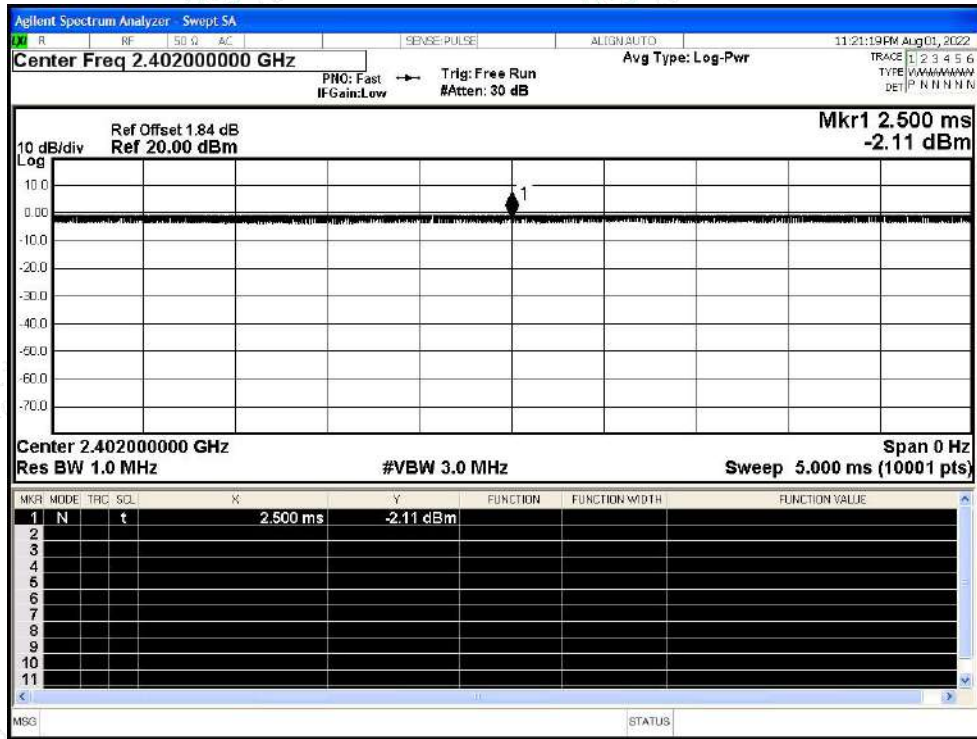 Agilent Spectrum Analyzer - Swept SA
LXI R RF 50 Ω AC SENSE:PULSE ALIGN AUTO 11:21:19 PM Aug 01, 2022
Center Freq 2.402000000 GHz
PNO: Fast
IFGain:Low
Trig: Free Run
#Atten: 30 dB
Avg Type: Log-Pwr
TRACE 1 2 3 4 5 6
TYPE
DET P N N N N N
Ref Offset 1.84 dB
10 dB/div Ref 20.00 dBm
Log
Mkr1 2.500 ms
-2.11 dBm
10.0
0.00
-10.0
-20.0
-30.0
-40.0
-50.0
-60.0
-70.0
1
Center 2.402000000 GHz Span 0 Hz
Res BW 1.0 MHz #VBW 3.0 MHz Sweep 5.000 ms (10001 pts)
MKR MODE TRC SCL X Y FUNCTION FUNCTION WIDTH FUNCTION VALUE
1 N t 2.500 ms -2.11 dBm
2
3
4
5
6
7
8
9
10
11
MSG STATUS